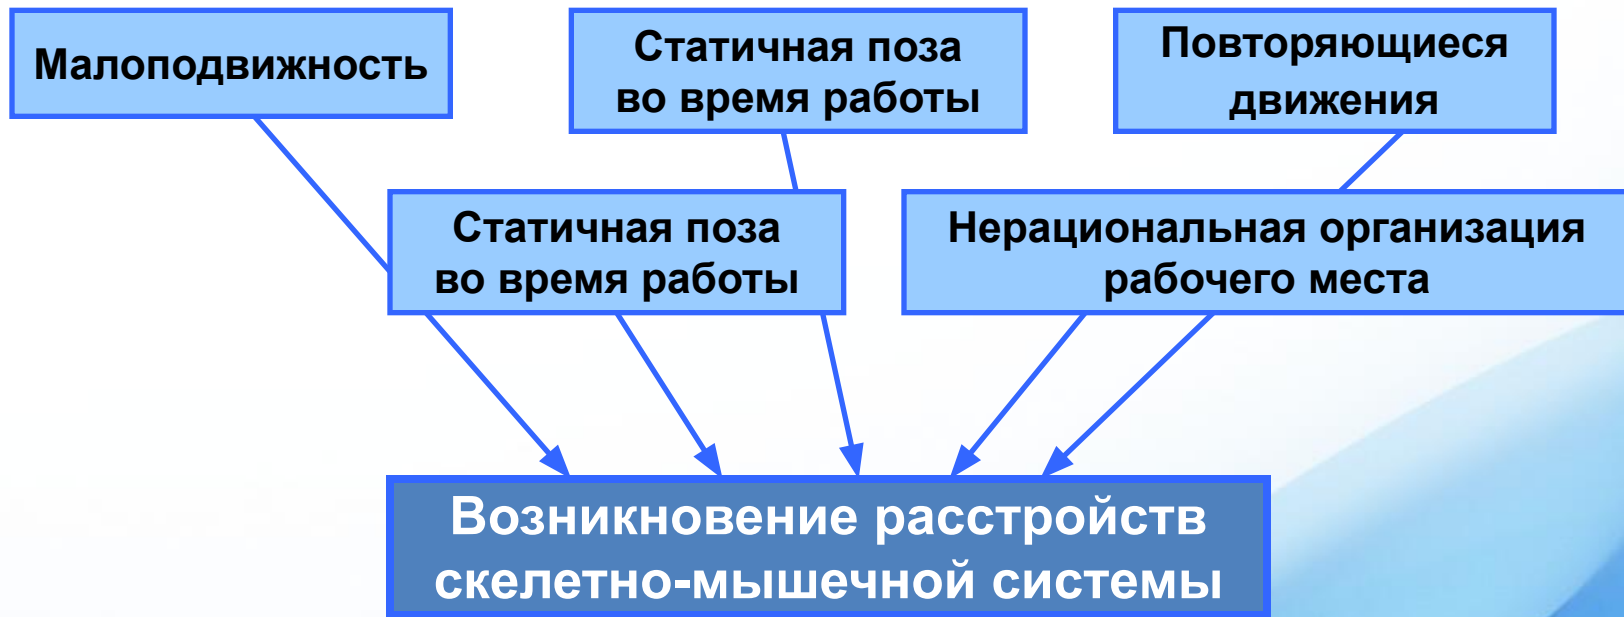 Малоподвижность
Статичная поза
во время работы
Повторяющиеся
движения
Статичная поза
во время работы
Нерациональная организация
рабочего места
Возникновение расстройств
скелетно-мышечной системы